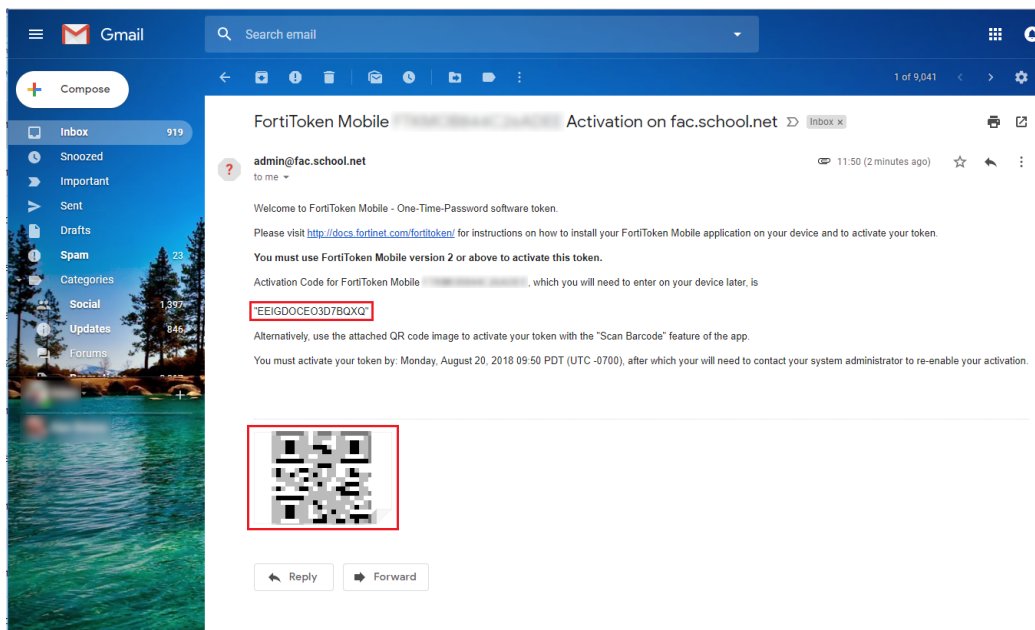 Gmail
Search email
Compose
1 of 9,041
Inbox 919
Snoozed
Important
Sent
Drafts
Spam 23
Categories
Social 1,397
Updates 846
Forums
FortiToken Mobile Activation on fac.school.net Inbox x
admin@fac.school.net 11:50 (2 minutes ago)
to me
Welcome to FortiToken Mobile - One-Time-Password software token.
Please visit http://docs.fortinet.com/fortitoken/ for instructions on how to install your FortiToken Mobile application on your device and to activate your token.
You must use FortiToken Mobile version 2 or above to activate this token.
Activation Code for FortiToken Mobile , which you will need to enter on your device later, is
"EEIGDOCEO3D7BQXQ"
Alternatively, use the attached QR code image to activate your token with the "Scan Barcode" feature of the app.
You must activate your token by: Monday, August 20, 2018 09:50 PDT (UTC -0700), after which your will need to contact your system administrator to re-enable your activation.
Reply
Forward